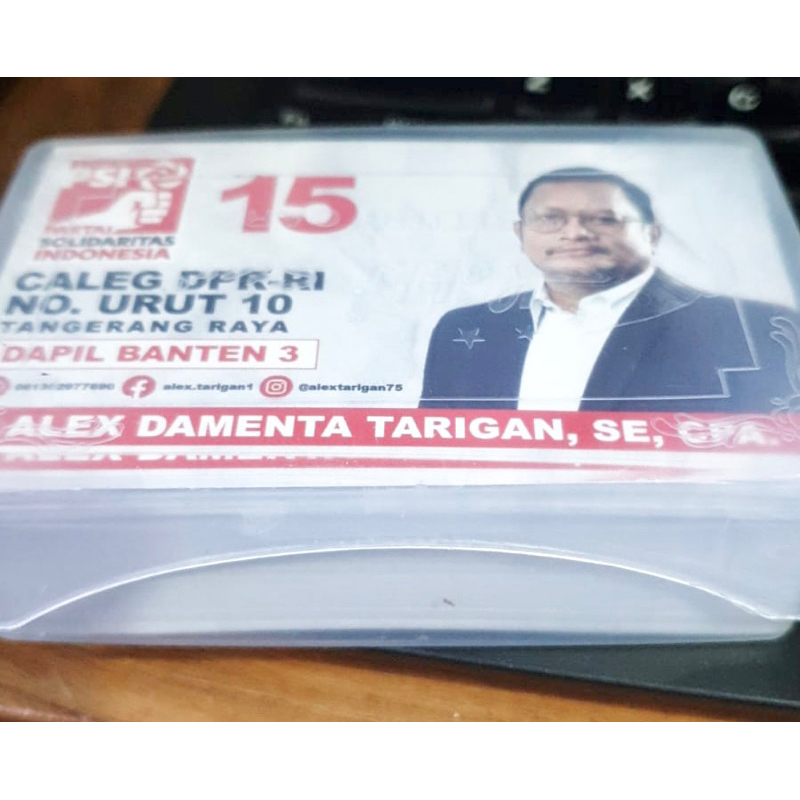 PSI
15
PARTAI
SOLIDARITAS
INDONESIA
CALEG DPR-RI
NO. URUT 10
TANGERANG RAYA
DAPIL BANTEN 3
alex.tarigan1 @alextarigan75
ALEX DAMENTA TARIGAN, SE, CPA.